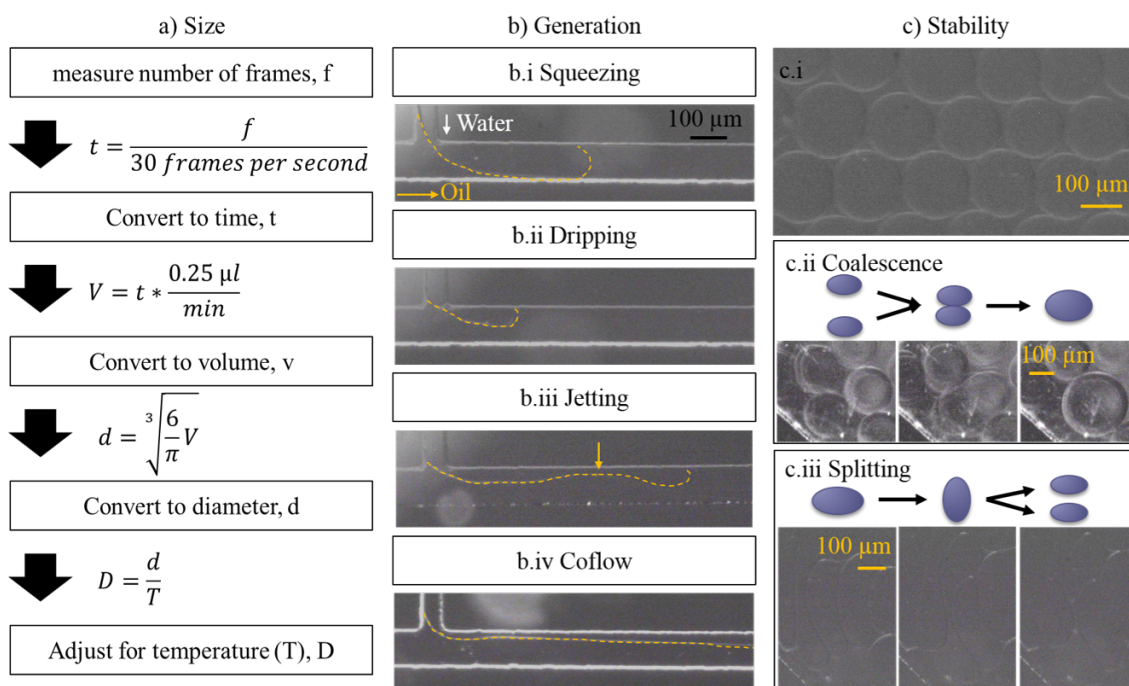 a) Size
measure number of frames, f
t = f / 30 frames per second
Convert to time, t
V = t * 0.25 μl / min
Convert to volume, v
d = ∛(6/π V)
Convert to diameter, d
D = d / T
Adjust for temperature (T), D
b) Generation
b.i Squeezing
Water
100 μm
Oil
b.ii Dripping
b.iii Jetting
b.iv Coflow
c) Stability
c.i
100 μm
c.ii Coalescence
100 μm
c.iii Splitting
100 μm